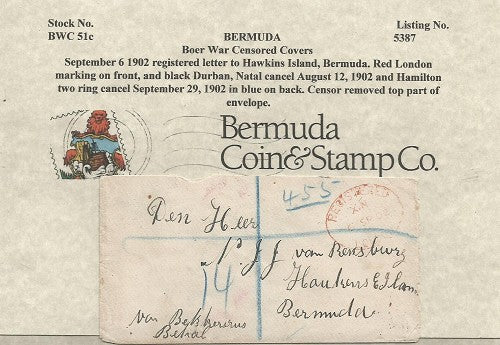 Stock No.
BWC 51c
BERMUDA
Boer War Censored Covers
Listing No.
5387
September 6 1902 registered letter to Hawkins Island, Bermuda. Red London
marking on front, and black Durban, Natal cancel August 12, 1902 and Hamilton
two ring cancel September 29, 1902 in blue on back. Censor removed top part of
envelope.
Bermuda
Coin&Stamp Co.
455
Den Heer
J J van Rensburg
14
Bermuda
van